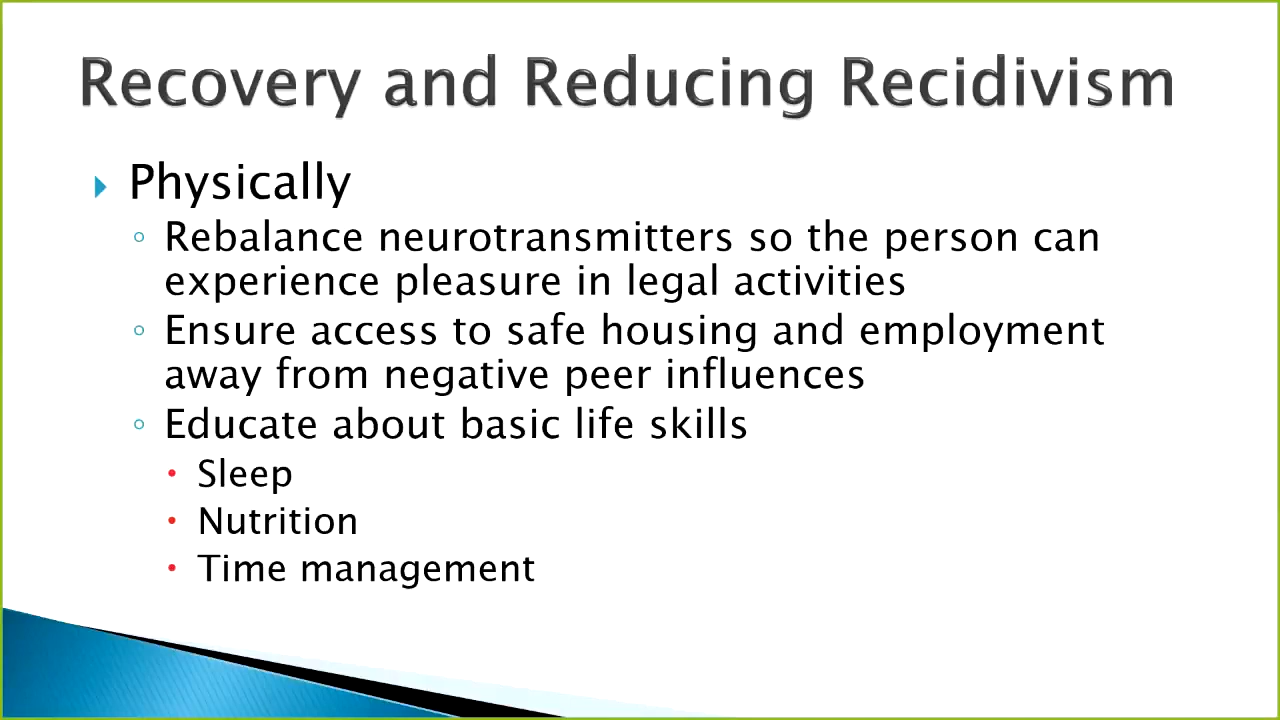 Recovery and Reducing Recidivism
Physically
Rebalance neurotransmitters so the person can
experience pleasure in legal activities
Ensure access to safe housing and employment
away from negative peer influences
Educate about basic life skills
Sleep
Nutrition
Time management